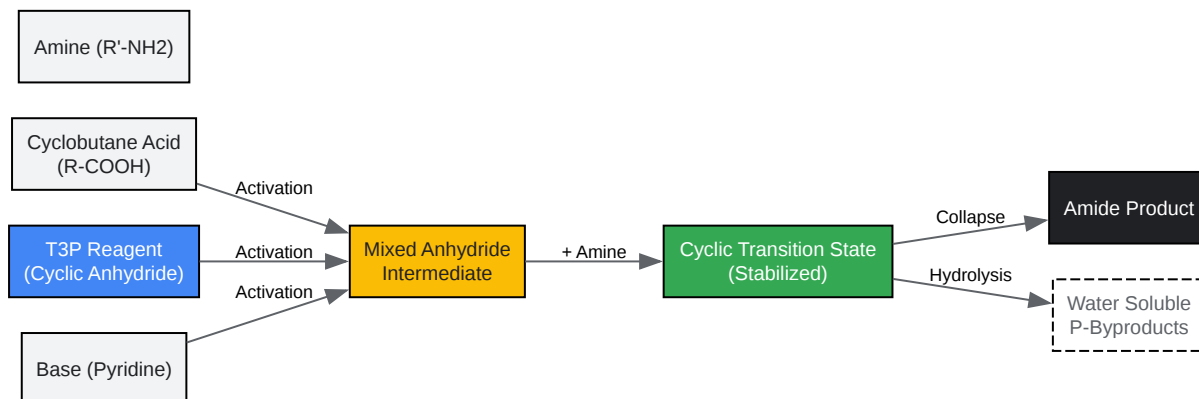 Amine (R'-NH2)
Cyclobutane Acid
(R-COOH)
Activation
T3P Reagent
(Cyclic Anhydride)
Activation
Activation
Base (Pyridine)
Mixed Anhydride
Intermediate
+ Amine
Cyclic Transition State
(Stabilized)
Collapse
Amide Product
Hydrolysis
Water Soluble
P-Byproducts